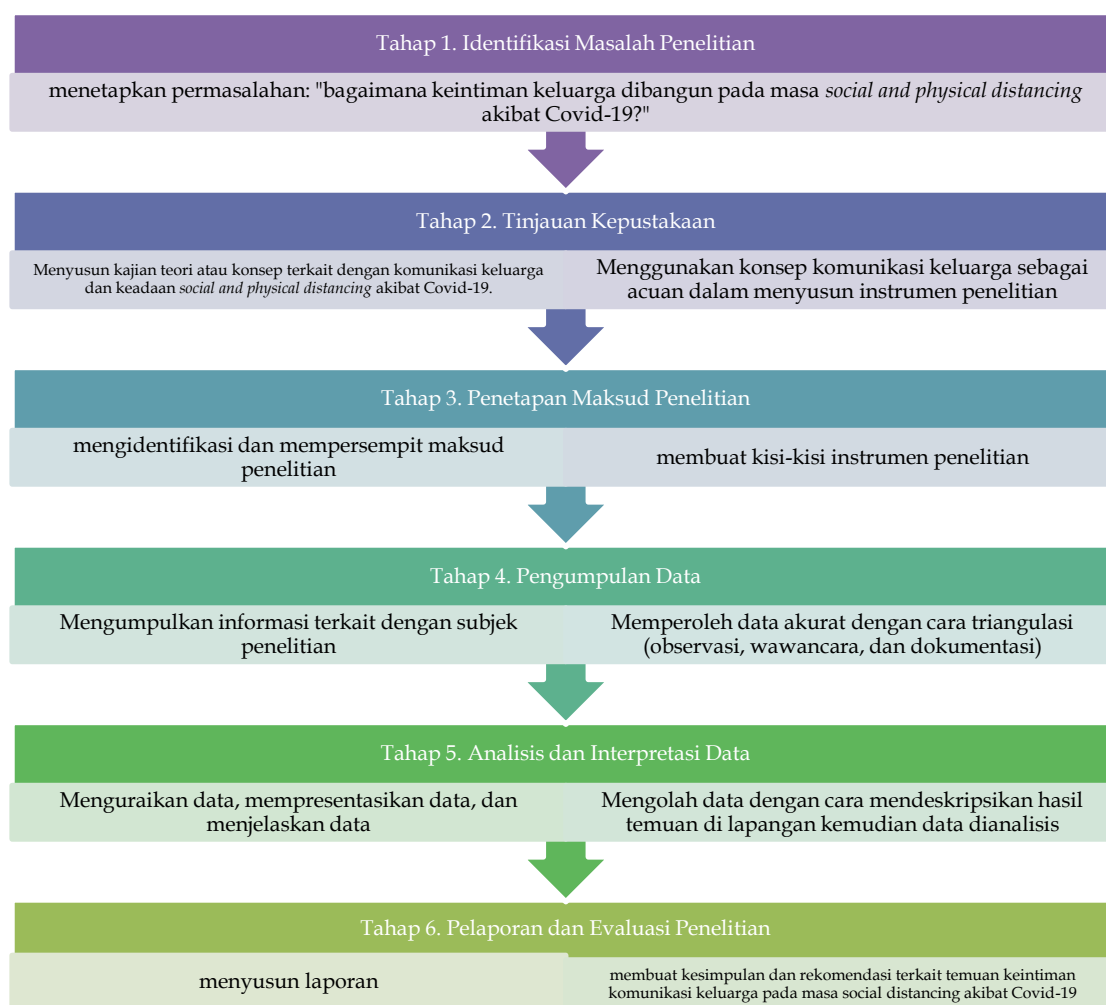 Tahap 1. Identifikasi Masalah Penelitian
menetapkan permasalahan: "bagaimana keintiman keluarga dibangun pada masa social and physical distancing
akibat Covid-19?"
Tahap 2. Tinjauan Kepustakaan
Menyusun kajian teori atau konsep terkait dengan komunikasi keluarga
dan keadaan social and physical distancing akibat Covid-19.
Menggunakan konsep komunikasi keluarga sebagai
acuan dalam menyusun instrumen penelitian
Tahap 3. Penetapan Maksud Penelitian
mengidentifikasi dan mempersempit maksud
penelitian
membuat kisi-kisi instrumen penelitian
Tahap 4. Pengumpulan Data
Mengumpulkan informasi terkait dengan subjek
penelitian
Memperoleh data akurat dengan cara triangulasi
(observasi, wawancara, dan dokumentasi)
Tahap 5. Analisis dan Interpretasi Data
Menguraikan data, mempresentasikan data, dan
menjelaskan data
Mengolah data dengan cara mendeskripsikan hasil
temuan di lapangan kemudian data dianalisis
Tahap 6. Pelaporan dan Evaluasi Penelitian
menyusun laporan
membuat kesimpulan dan rekomendasi terkait temuan keintiman
komunikasi keluarga pada masa social distancing akibat Covid-19